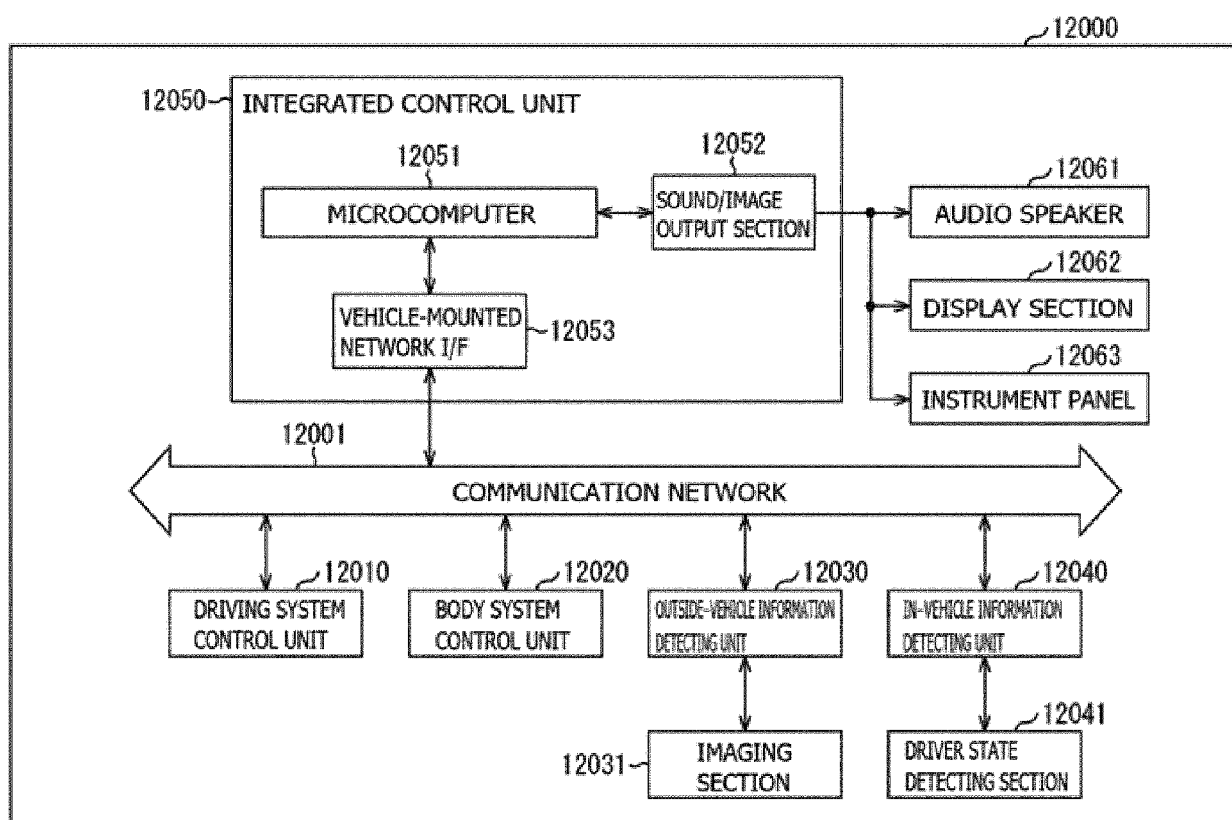 12000
12050
INTEGRATED CONTROL UNIT
12051
MICROCOMPUTER
12052
SOUND/IMAGE
OUTPUT SECTION
12061
AUDIO SPEAKER
12062
DISPLAY SECTION
VEHICLE-MOUNTED
NETWORK I/F
12053
12063
INSTRUMENT PANEL
12001
COMMUNICATION NETWORK
12010
DRIVING SYSTEM
CONTROL UNIT
12020
BODY SYSTEM
CONTROL UNIT
12030
OUTSIDE-VEHICLE INFORMATION
DETECTING UNIT
12040
IN-VEHICLE INFORMATION
DETECTING UNIT
12031
IMAGING
SECTION
12041
DRIVER STATE
DETECTING SECTION